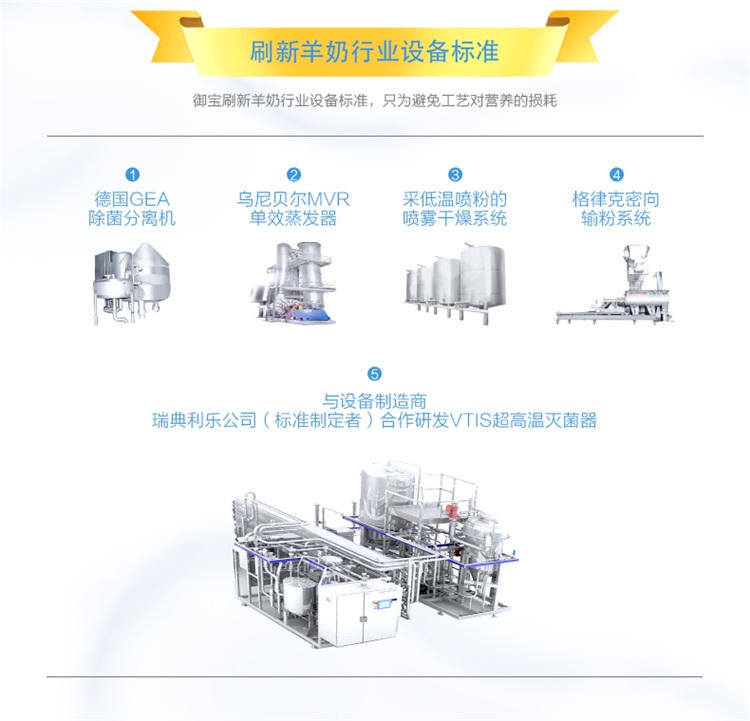 刷新羊奶行业设备标准
御宝刷新羊奶行业设备标准，只为避免工艺对营养的损耗
1
德国GEA
除菌分离机
2
乌尼贝尔MVR
单效蒸发器
3
采低温喷粉的
喷雾干燥系统
4
格律克密向
输粉系统
5
与设备制造商
瑞典利乐公司（标准制定者）合作研发VTIS超高温灭菌器